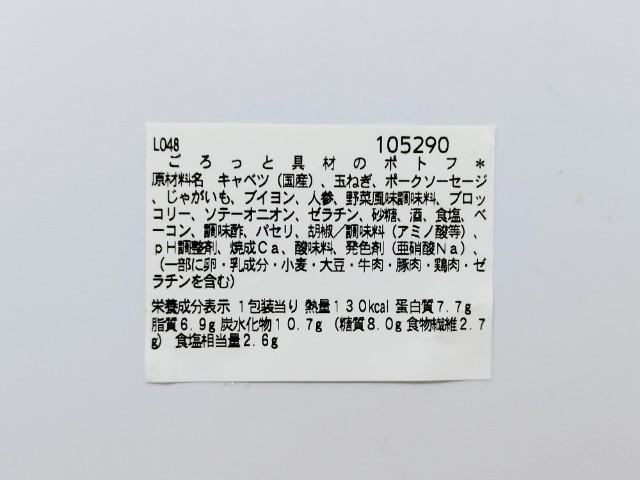 L048 105290
ごろっと具材のポトフ*
原材料名 キャベツ(国産)、玉ねぎ、ポークソーセージ
、じゃがいも、ブイヨン、人参、野菜風味調味料、ブロッ
コリー、ソテーオニオン、ゼラチン、砂糖、酒、食塩、ベ
ーコン、調味酢、パセリ、胡椒/調味料(アミノ酸等)、
pH調整剤、焼成Ca、酸味料、発色剤(亜硝酸Na)、
(一部に卵・乳成分・小麦・大豆・牛肉・豚肉・鶏肉・ゼ
ラチンを含む)
栄養成分表示 1包装当り 熱量130kcal 蛋白質7.7g
脂質6.9g 炭水化物10.7g (糖質8.0g 食物繊維2.7
g) 食塩相当量2.6g